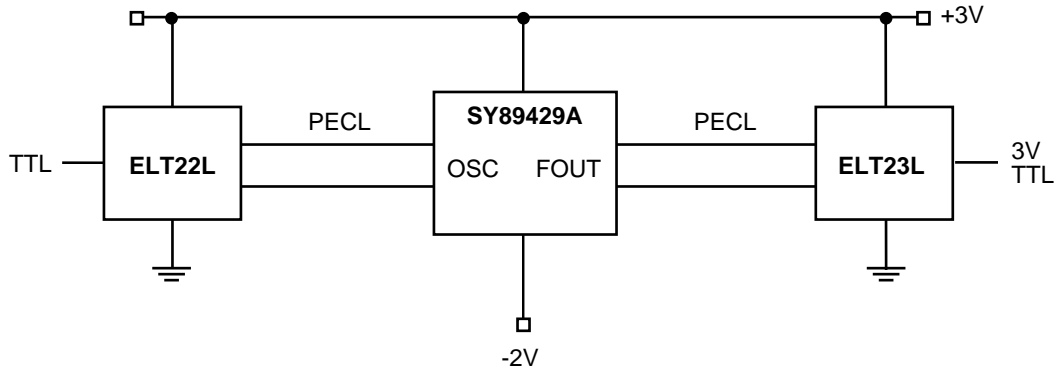 +3V
SY89429A
PECL
PECL
TTL
ELT22L
OSC
FOUT
ELT23L
3V
TTL
-2V